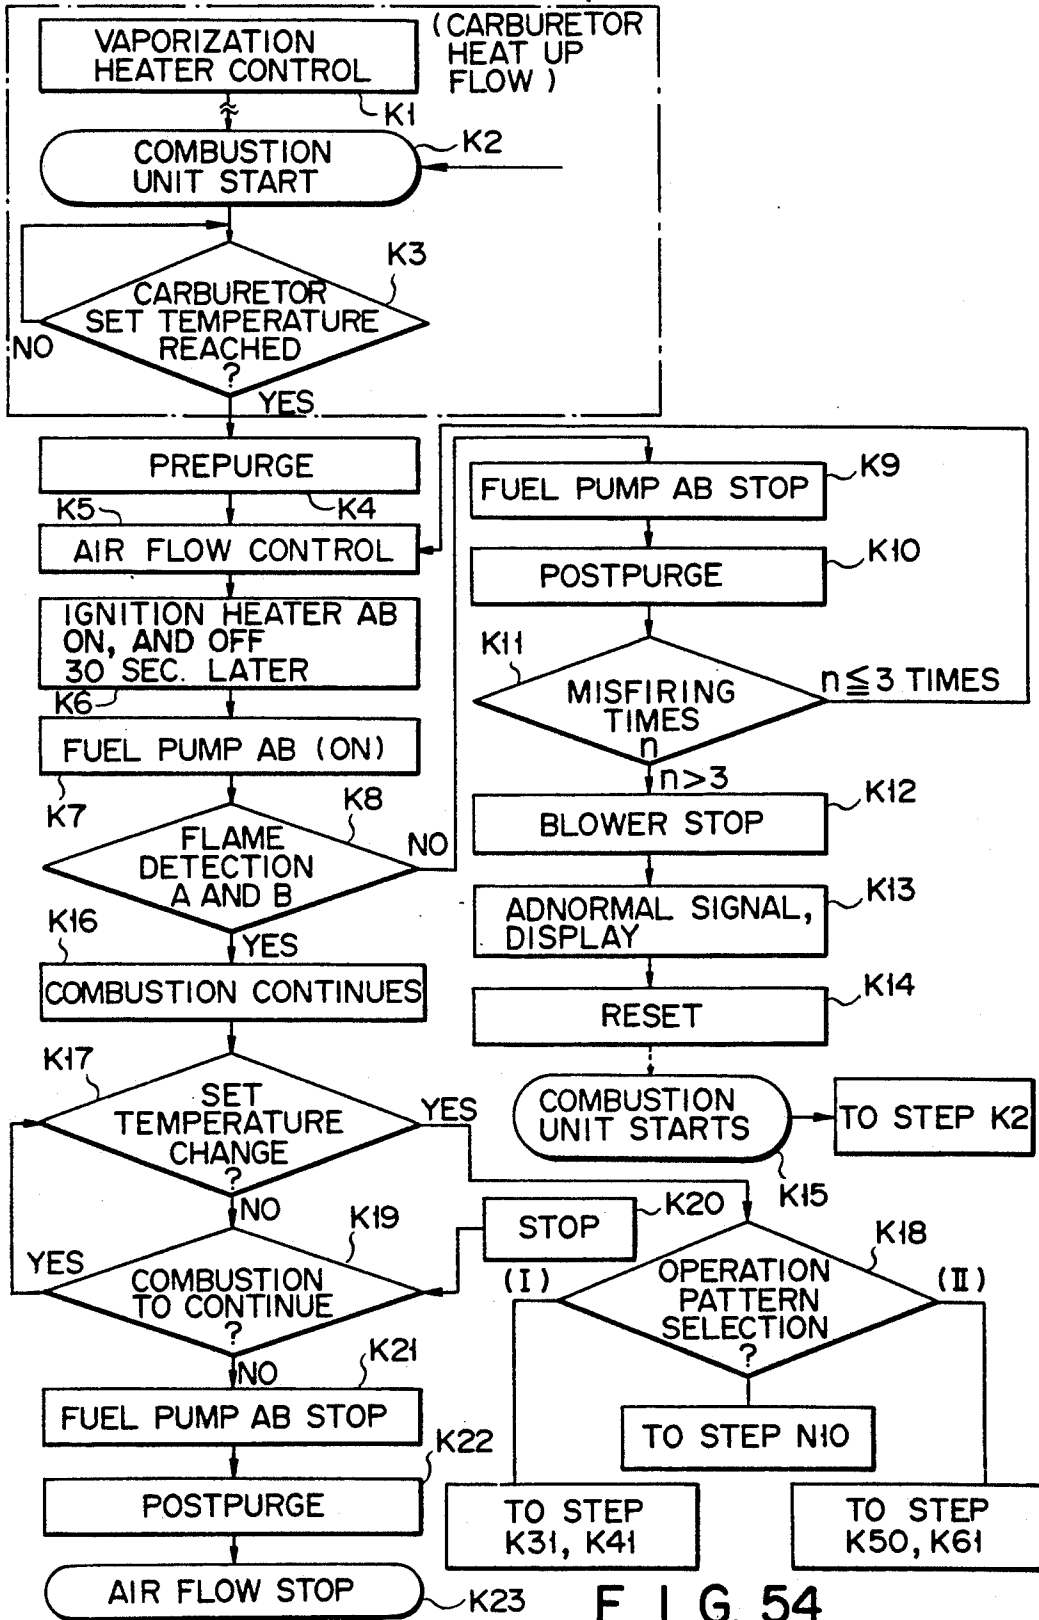 (CARBURETOR
HEAT UP
FLOW)
VAPORIZATION
HEATER CONTROL
K1
K2
COMBUSTION
UNIT START
K3
CARBURETOR
SET TEMPERATURE
REACHED
?
NO
YES
PREPURGE
K4
K5
AIR FLOW CONTROL
IGNITION HEATER AB
ON, AND OFF
30 SEC. LATER
K6
FUEL PUMP AB (ON)
K7
K8
FLAME
DETECTION
A AND B
NO
YES
K9
FUEL PUMP AB STOP
K10
POSTPURGE
K11
MISFIRING
TIMES
n
n≦3 TIMES
n>3
K12
BLOWER STOP
K13
ADNORMAL SIGNAL,
DISPLAY
K14
RESET
COMBUSTION
UNIT STARTS
K15
TO STEP K2
K16
COMBUSTION CONTINUES
K17
SET
TEMPERATURE
CHANGE
?
YES
NO
K18
OPERATION
PATTERN
SELECTION
?
(I)
(II)
TO STEP N10
TO STEP
K31, K41
TO STEP
K50, K61
K19
COMBUSTION
TO CONTINUE
?
YES
NO
K20
STOP
K21
FUEL PUMP AB STOP
K22
POSTPURGE
AIR FLOW STOP
K23
FIG. 54